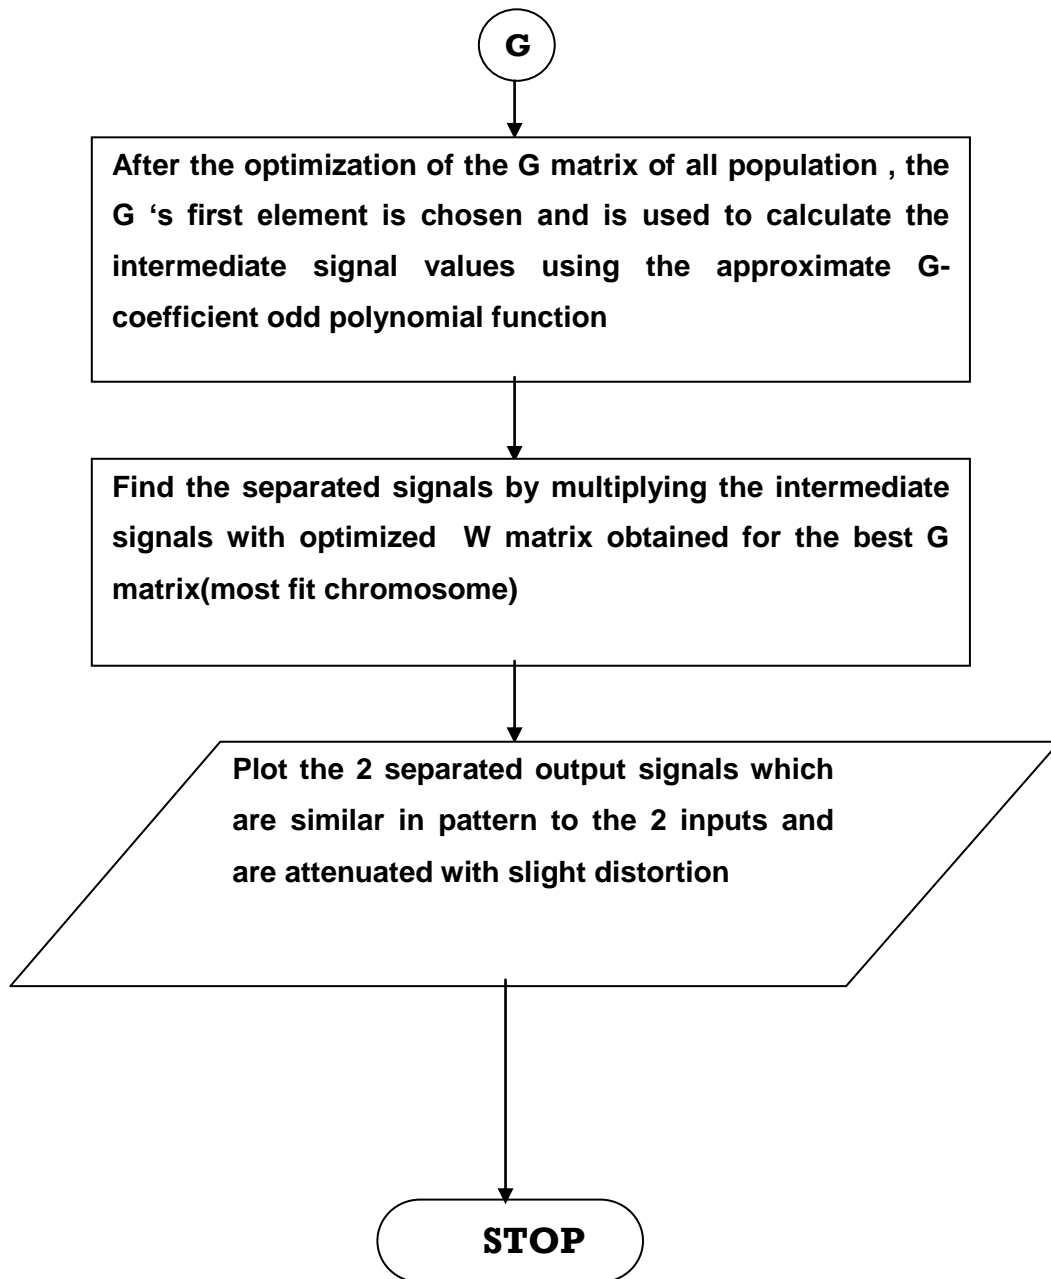 G
After the optimization of the G matrix of all population , the
G ‘s first element is chosen and is used to calculate the
intermediate signal values using the approximate G-
coefficient odd polynomial function
Find the separated signals by multiplying the intermediate
signals with optimized W matrix obtained for the best G
matrix(most fit chromosome)
Plot the 2 separated output signals which
are similar in pattern to the 2 inputs and
are attenuated with slight distortion
STOP